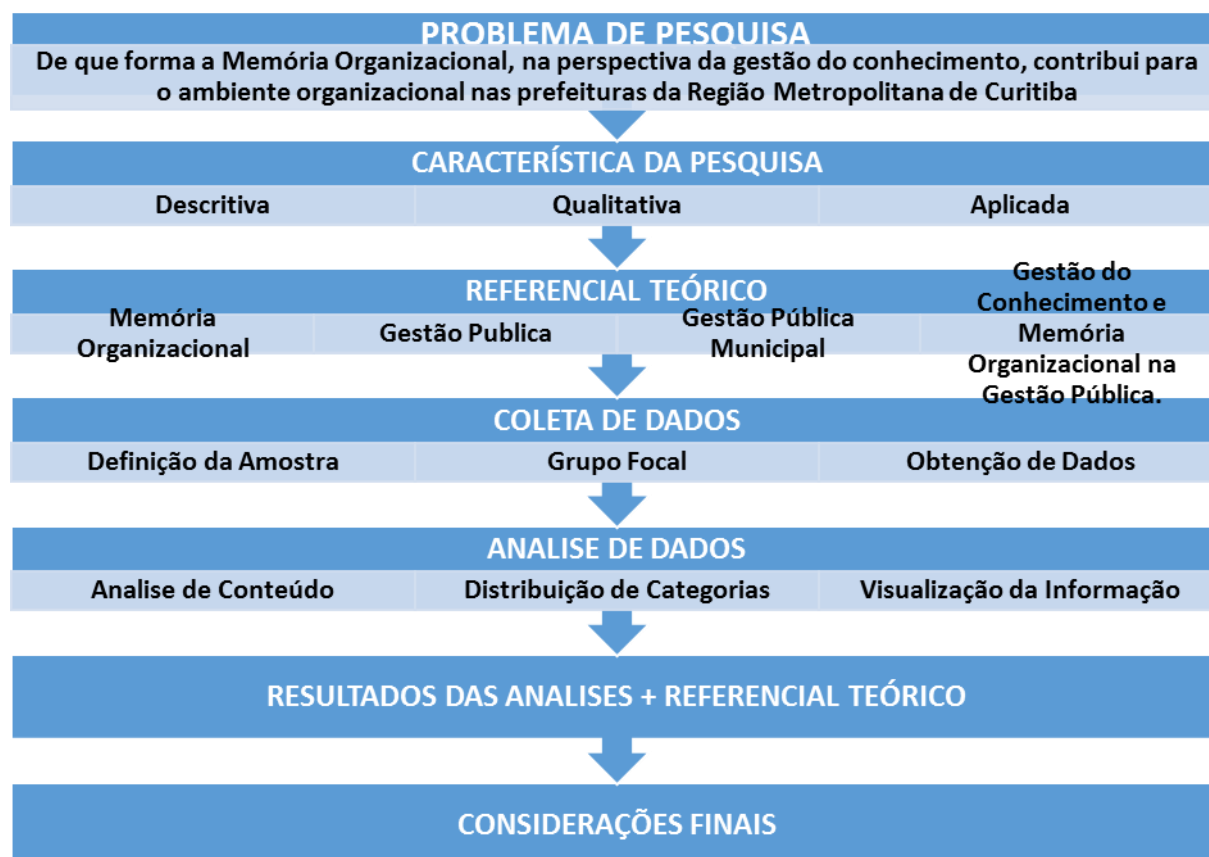 PROBLEMA DE PESQUISA
De que forma a Memória Organizacional, na perspectiva da gestão do conhecimento, contribui para
o ambiente organizacional nas prefeituras da Região Metropolitana de Curitiba
CARACTERÍSTICA DA PESQUISA
Descritiva
Qualitativa
Aplicada
REFERENCIAL TEÓRICO
Memória
Organizacional
Gestão Publica
Gestão Pública
Municipal
Gestão do
Conhecimento e
Memória
Organizacional na
Gestão Pública.
COLETA DE DADOS
Definição da Amostra
Grupo Focal
Obtenção de Dados
ANALISE DE DADOS
Analise de Conteúdo
Distribuição de Categorias
Visualização da Informação
RESULTADOS DAS ANALISES + REFERENCIAL TEÓRICO
CONSIDERAÇÕES FINAIS